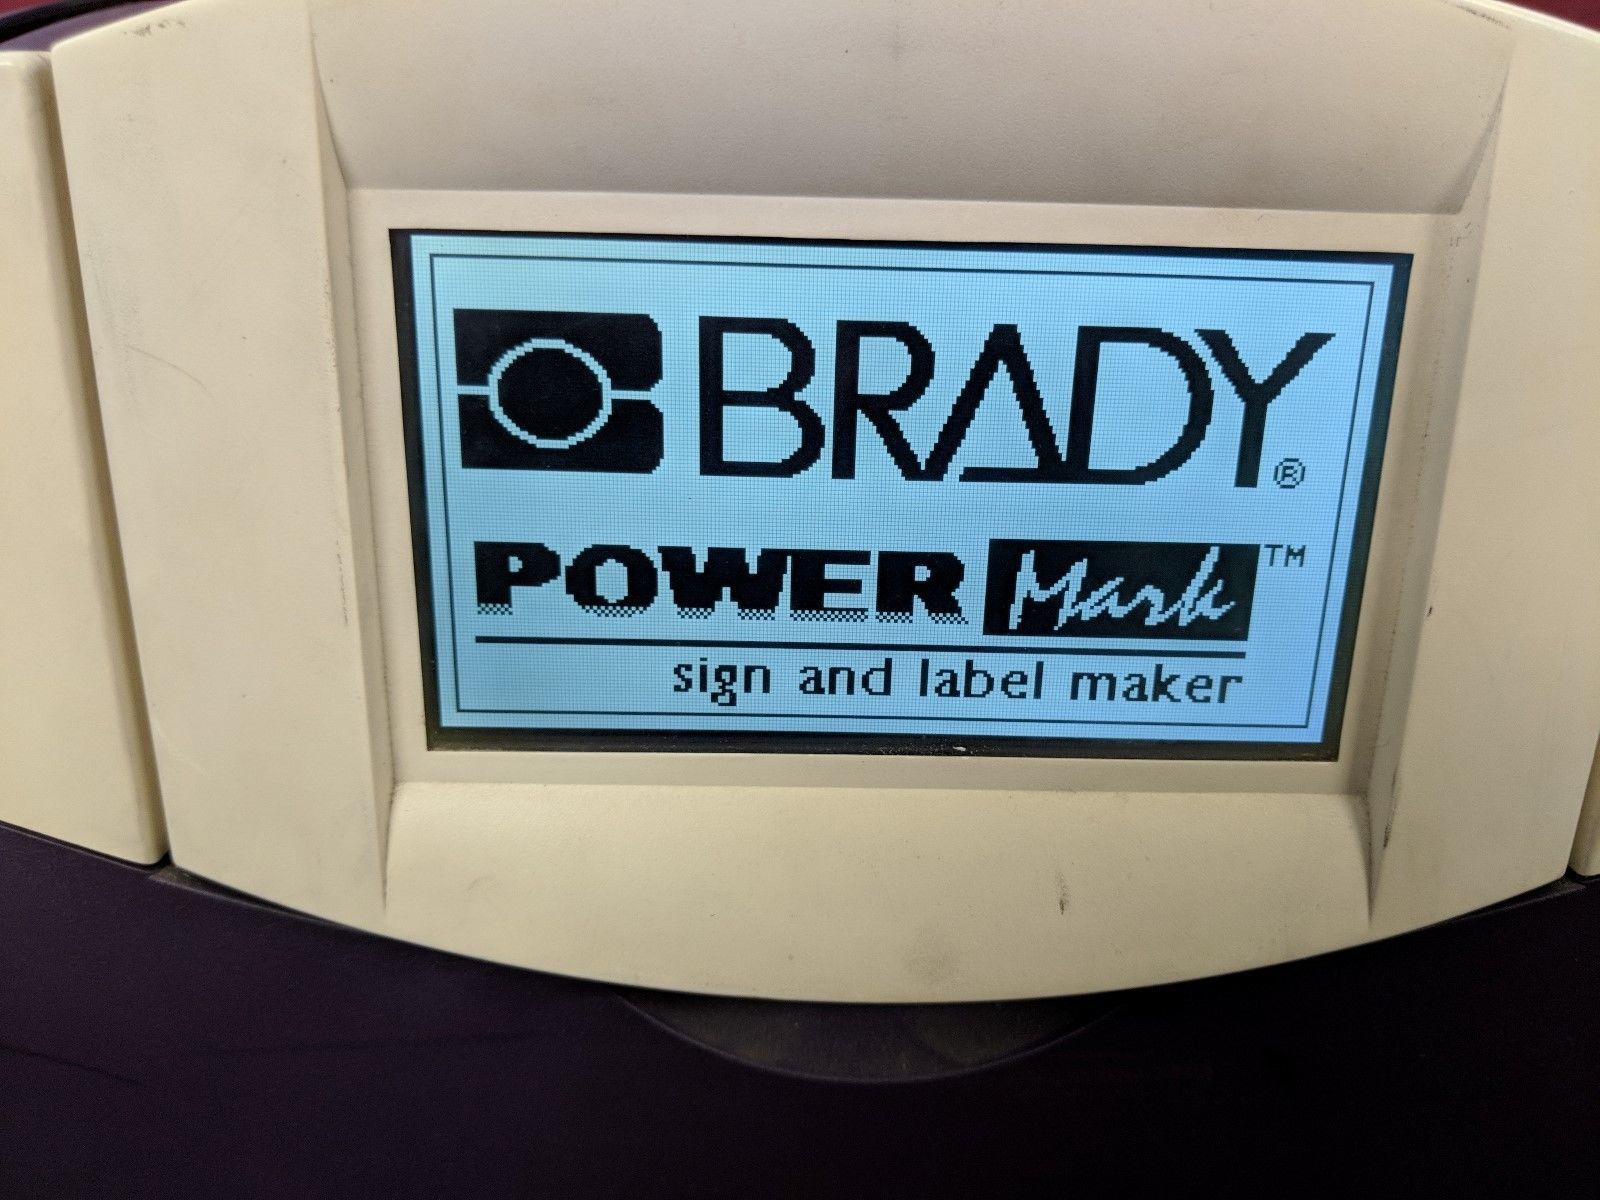 BRADY®
POWER Mark™
sign and label maker